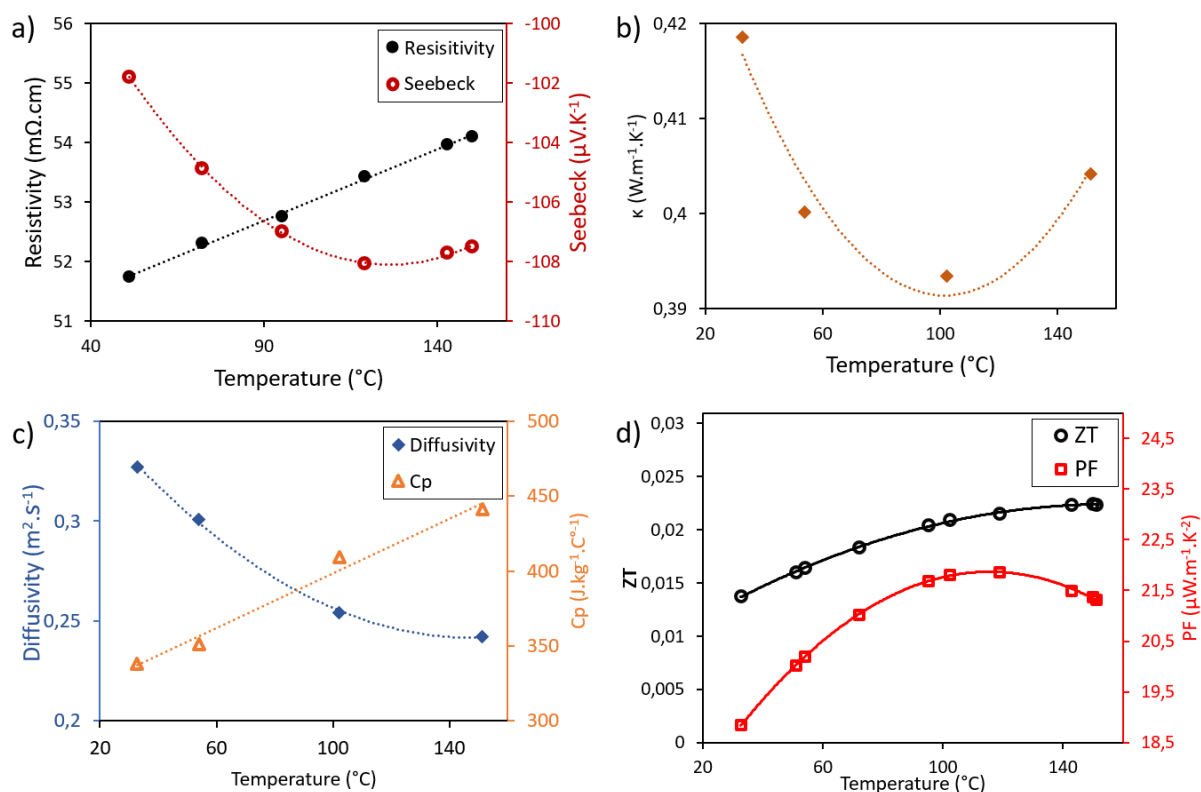 a)
56
55
54
53
52
51
Resistivity (mΩ.cm)
40
90
140
Temperature (°C)
-100
-102
-104
-106
-108
-110
Seebeck (µV.K⁻¹)
Resisitivity
Seebeck
b)
0,42
0,41
0,4
0,39
κ (W.m⁻¹.K⁻¹)
20
60
100
140
Temperature (°C)
c)
0,35
0,3
0,25
0,2
Diffusivity (m².s⁻¹)
20
60
100
140
Temperature (°C)
500
450
400
350
300
Cp (J.kg⁻¹.C°⁻¹)
Diffusivity
Cp
d)
0,03
0,025
0,02
0,015
0,01
0,005
0
ZT
20
60
100
140
Temperature (°C)
24,5
23,5
22,5
21,5
20,5
19,5
18,5
PF (µW.m⁻¹.K⁻²)
ZT
PF